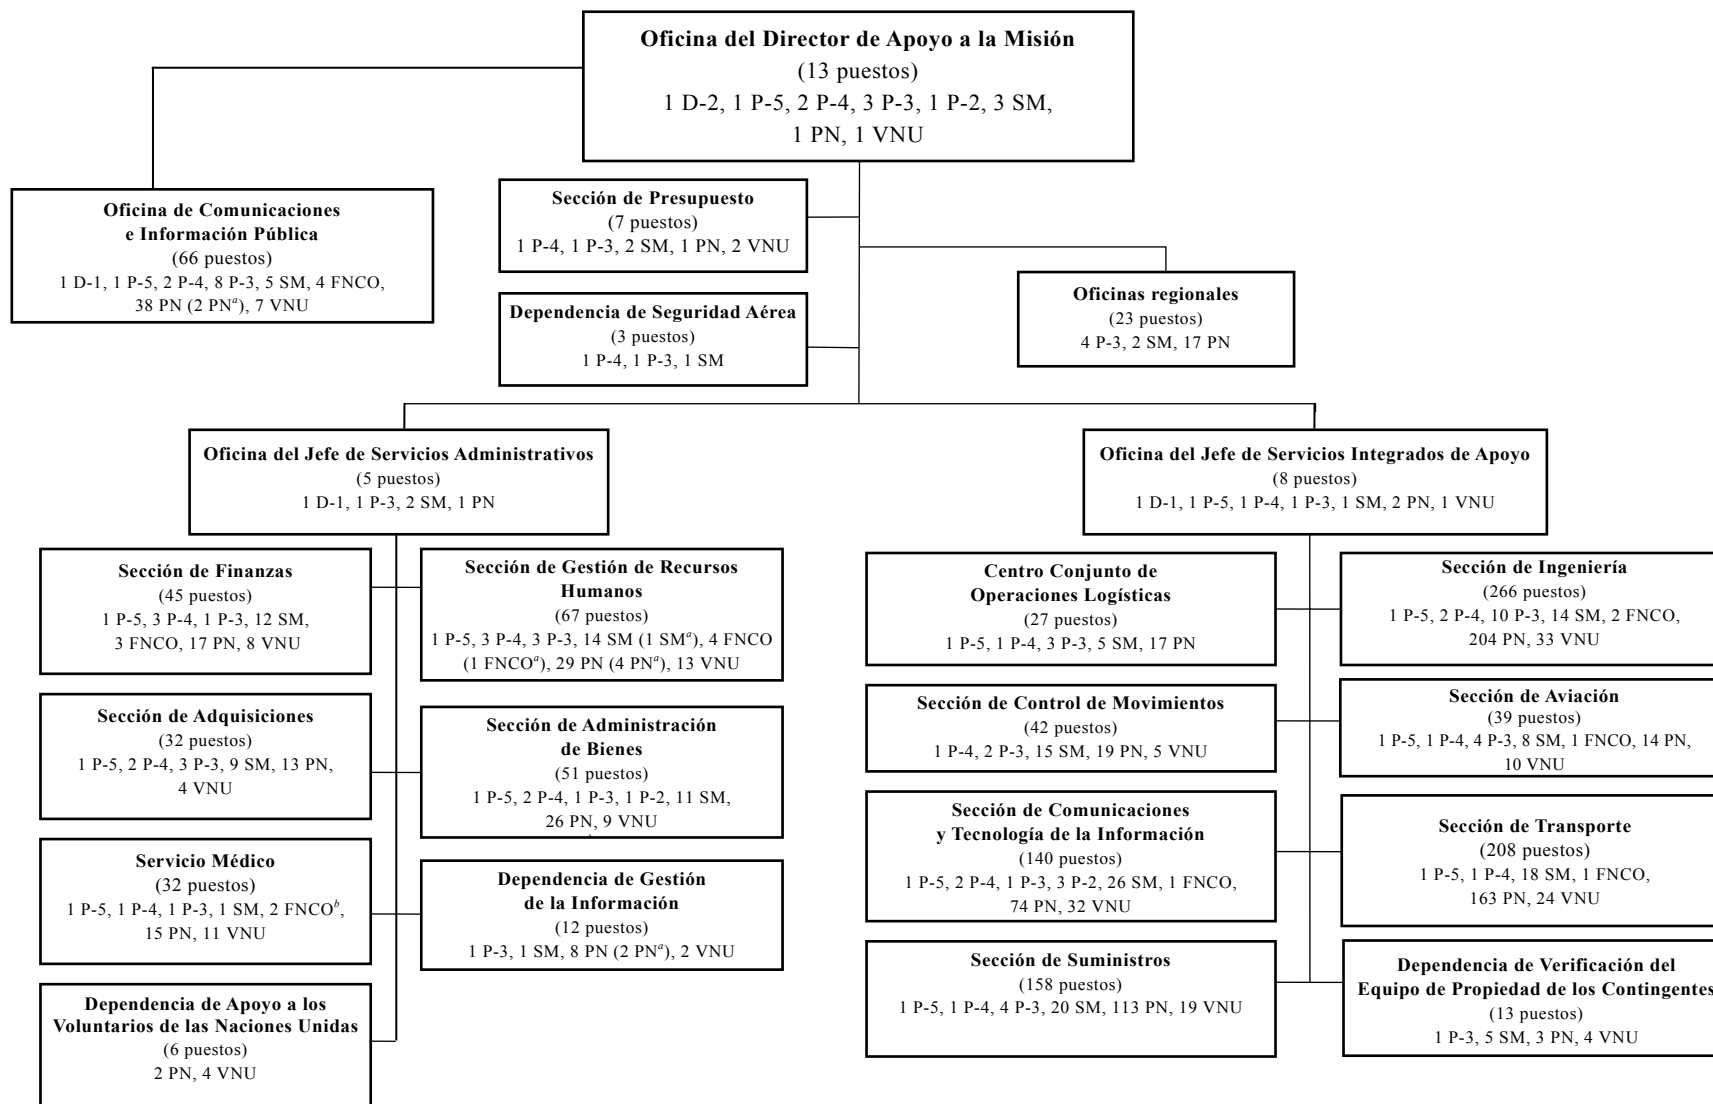 Oficina del Director de Apoyo a la Misión
(13 puestos)
1 D-2, 1 P-5, 2 P-4, 3 P-3, 1 P-2, 3 SM,
1 PN, 1 VNU
Oficina de Comunicaciones
e Información Pública
(66 puestos)
1 D-1, 1 P-5, 2 P-4, 8 P-3, 5 SM, 4 FNCO,
38 PN (2 PNᵃ), 7 VNU
Sección de Presupuesto
(7 puestos)
1 P-4, 1 P-3, 2 SM, 1 PN, 2 VNU
Dependencia de Seguridad Aérea
(3 puestos)
1 P-4, 1 P-3, 1 SM
Oficinas regionales
(23 puestos)
4 P-3, 2 SM, 17 PN
Oficina del Jefe de Servicios Administrativos
(5 puestos)
1 D-1, 1 P-3, 2 SM, 1 PN
Sección de Finanzas
(45 puestos)
1 P-5, 3 P-4, 1 P-3, 12 SM,
3 FNCO, 17 PN, 8 VNU
Sección de Gestión de Recursos
Humanos
(67 puestos)
1 P-5, 3 P-4, 3 P-3, 14 SM (1 SMᵃ), 4 FNCO
(1 FNCOᵃ), 29 PN (4 PNᵃ), 13 VNU
Sección de Adquisiciones
(32 puestos)
1 P-5, 2 P-4, 3 P-3, 9 SM, 13 PN,
4 VNU
Sección de Administración
de Bienes
(51 puestos)
1 P-5, 2 P-4, 1 P-3, 1 P-2, 11 SM,
26 PN, 9 VNU
Servicio Médico
(32 puestos)
1 P-5, 1 P-4, 1 P-3, 1 SM, 2 FNCOᵇ,
15 PN, 11 VNU
Dependencia de Gestión
de la Información
(12 puestos)
1 P-3, 1 SM, 8 PN (2 PNᵃ), 2 VNU
Dependencia de Apoyo a los
Voluntarios de las Naciones Unidas
(6 puestos)
2 PN, 4 VNU
Oficina del Jefe de Servicios Integrados de Apoyo
(8 puestos)
1 D-1, 1 P-5, 1 P-4, 1 P-3, 1 SM, 2 PN, 1 VNU
Centro Conjunto de
Operaciones Logísticas
(27 puestos)
1 P-5, 1 P-4, 3 P-3, 5 SM, 17 PN
Sección de Ingeniería
(266 puestos)
1 P-5, 2 P-4, 10 P-3, 14 SM, 2 FNCO,
204 PN, 33 VNU
Sección de Control de Movimientos
(42 puestos)
1 P-4, 2 P-3, 15 SM, 19 PN, 5 VNU
Sección de Aviación
(39 puestos)
1 P-5, 1 P-4, 4 P-3, 8 SM, 1 FNCO, 14 PN,
10 VNU
Sección de Comunicaciones
y Tecnología de la Información
(140 puestos)
1 P-5, 2 P-4, 1 P-3, 3 P-2, 26 SM, 1 FNCO,
74 PN, 32 VNU
Sección de Transporte
(208 puestos)
1 P-5, 1 P-4, 18 SM, 1 FNCO,
163 PN, 24 VNU
Sección de Suministros
(158 puestos)
1 P-5, 1 P-4, 4 P-3, 20 SM, 113 PN, 19 VNU
Dependencia de Verificación del
Equipo de Propiedad de los Contingentes
(13 puestos)
1 P-3, 5 SM, 3 PN, 4 VNU